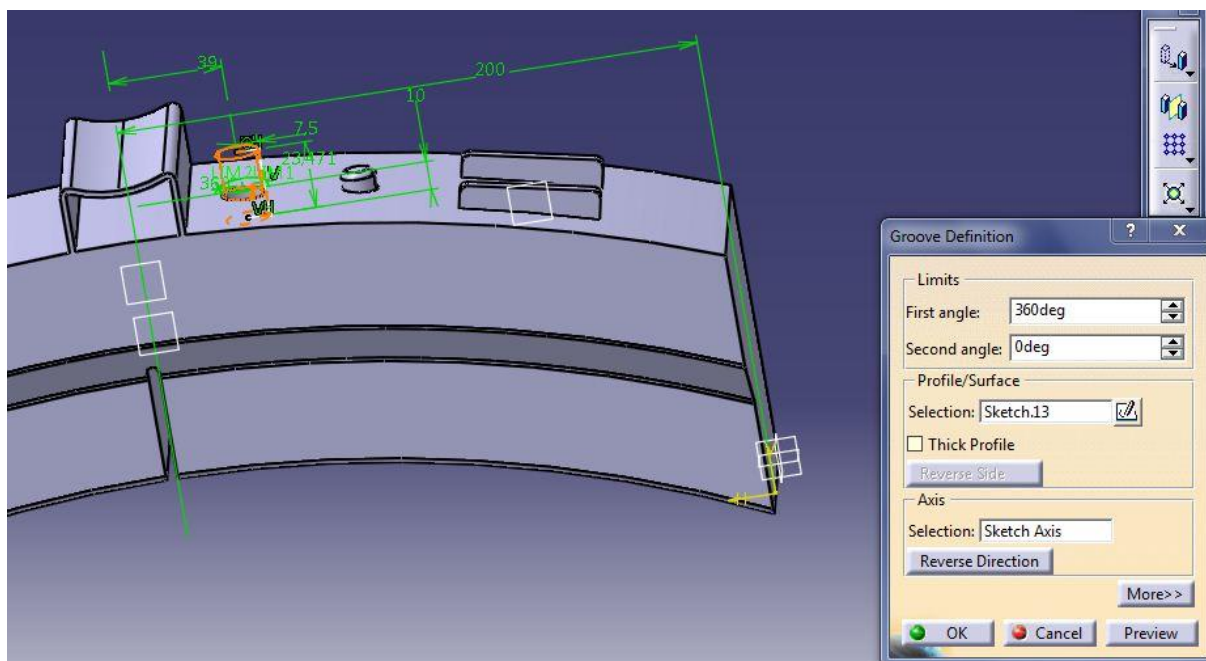 39
200
10
7.5
23.471
36
V
H
Groove Definition
? X
Limits
First angle: 360deg
Second angle: 0deg
Profile/Surface
Selection: Sketch.13
Thick Profile
Reverse Side
Axis
Selection: Sketch Axis
Reverse Direction
More>>
OK Cancel Preview